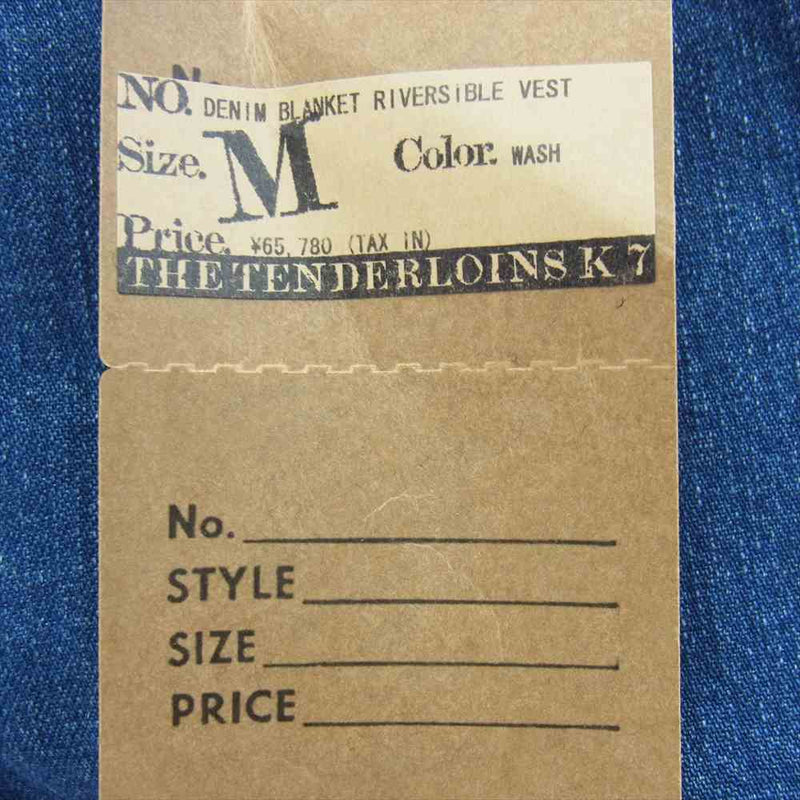 No.
NO. DENIM BLANKET RIVERSIBLE VEST
Size. M Color. WASH
Price. ¥65,780 (TAX IN)
THE TENDERLOINS K 7
No.
STYLE
SIZE
PRICE